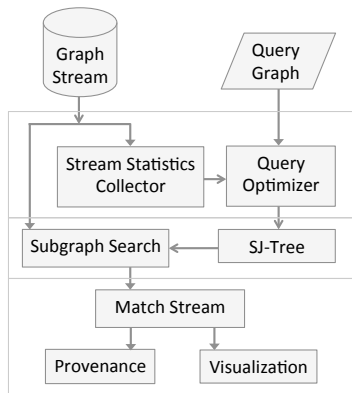 Graph
Stream
Query
Graph
Stream Statistics
Collector
Query
Optimizer
Subgraph Search
SJ-Tree
Match Stream
Provenance
Visualization